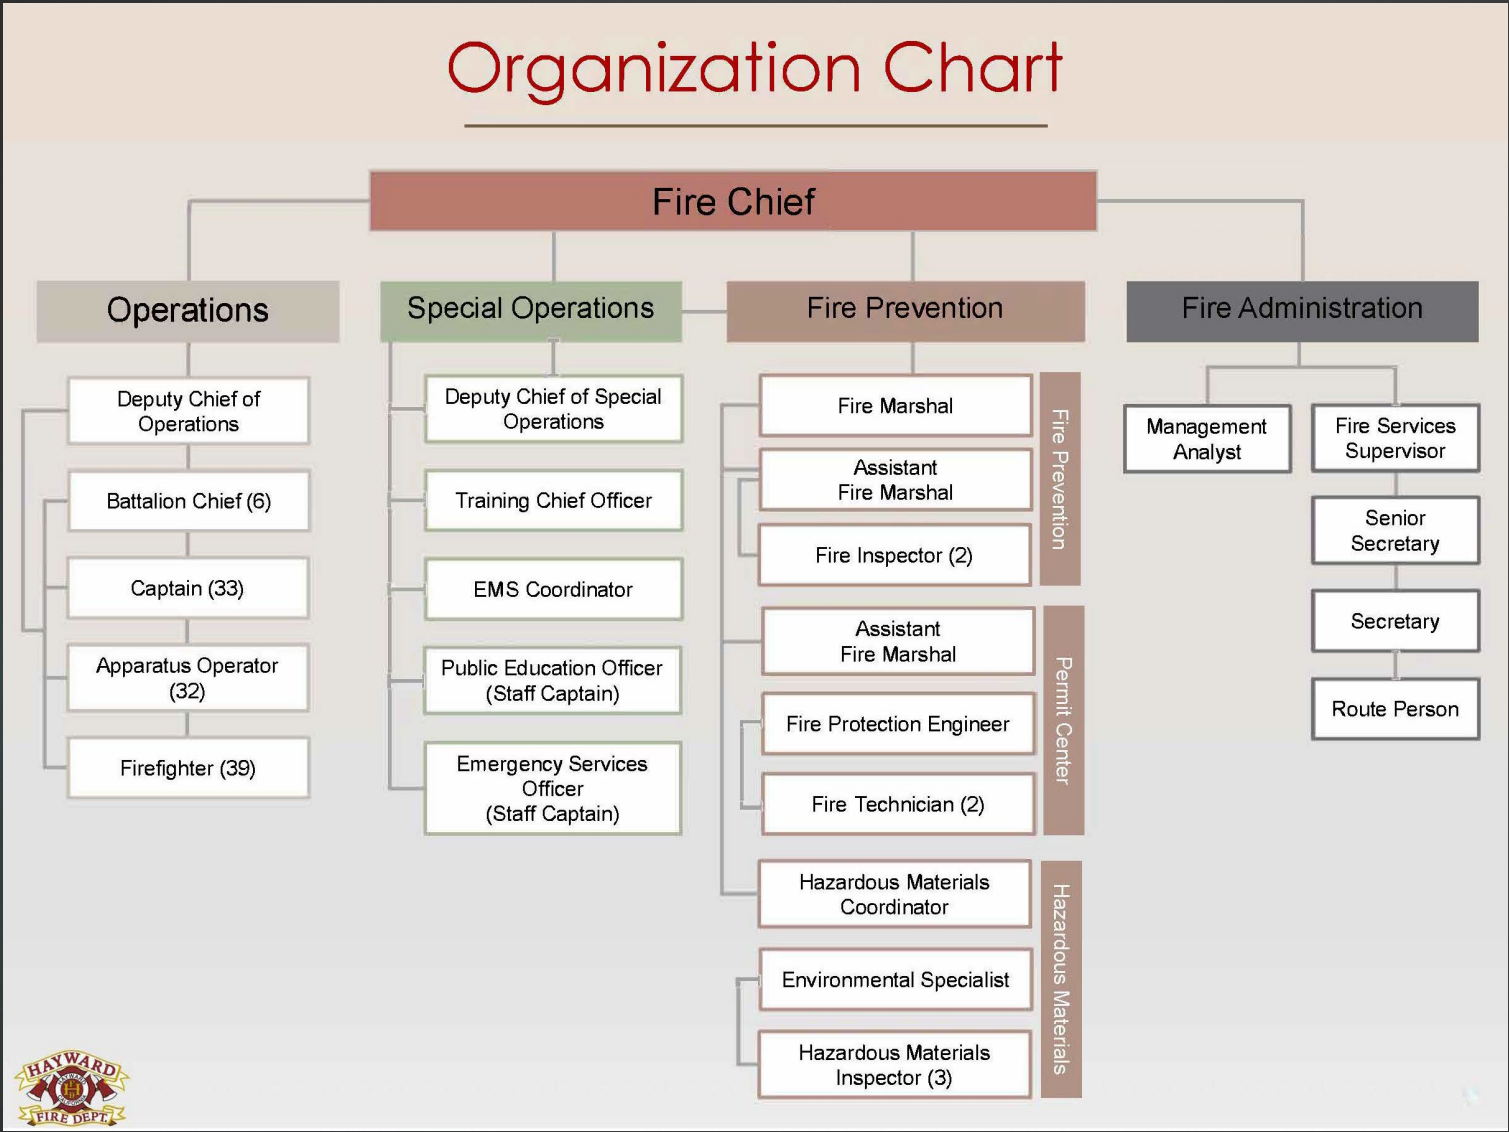 Organization Chart
Fire Chief
Operations
Special Operations
Fire Prevention
Fire Administration
Deputy Chief of
Operations
Battalion Chief (6)
Captain (33)
Apparatus Operator
(32)
Firefighter (39)
Deputy Chief of Special
Operations
Training Chief Officer
EMS Coordinator
Public Education Officer
(Staff Captain)
Emergency Services
Officer
(Staff Captain)
Fire Marshal
Assistant
Fire Marshal
Fire Inspector (2)
Fire Prevention
Assistant
Fire Marshal
Fire Protection Engineer
Fire Technician (2)
Permit Center
Hazardous Materials
Coordinator
Environmental Specialist
Hazardous Materials
Inspector (3)
Hazardous Materials
Management
Analyst
Fire Services
Supervisor
Senior
Secretary
Secretary
Route Person
HAYWARD
FIRE DEPT.